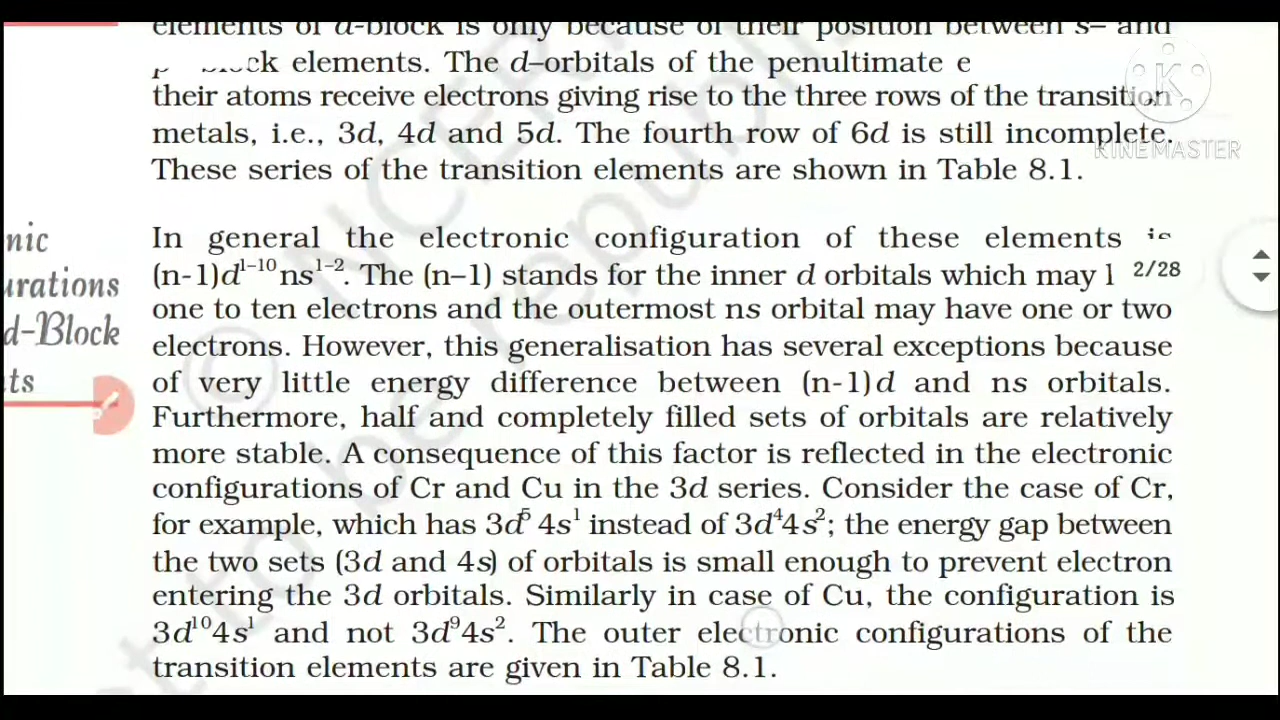 elements of d-block is only because of their position between s– and
p ck elements. The d–orbitals of the penultimate e
their atoms receive electrons giving rise to the three rows of the transition
metals, i.e., 3d, 4d and 5d. The fourth row of 6d is still incomplete.
These series of the transition elements are shown in Table 8.1.
KINEMASTER
nic
urations
d-Block
ts
In general the electronic configuration of these elements is
(n-1)d¹⁻¹⁰ ns¹⁻². The (n–1) stands for the inner d orbitals which may
2/28
one to ten electrons and the outermost ns orbital may have one or two
electrons. However, this generalisation has several exceptions because
of very little energy difference between (n-1)d and ns orbitals.
Furthermore, half and completely filled sets of orbitals are relatively
more stable. A consequence of this factor is reflected in the electronic
configurations of Cr and Cu in the 3d series. Consider the case of Cr,
for example, which has 3d⁵ 4s¹ instead of 3d⁴4s²; the energy gap between
the two sets (3d and 4s) of orbitals is small enough to prevent electron
entering the 3d orbitals. Similarly in case of Cu, the configuration is
3d¹⁰4s¹ and not 3d⁹4s². The outer electronic configurations of the
transition elements are given in Table 8.1.
© NCERT
not to be republished